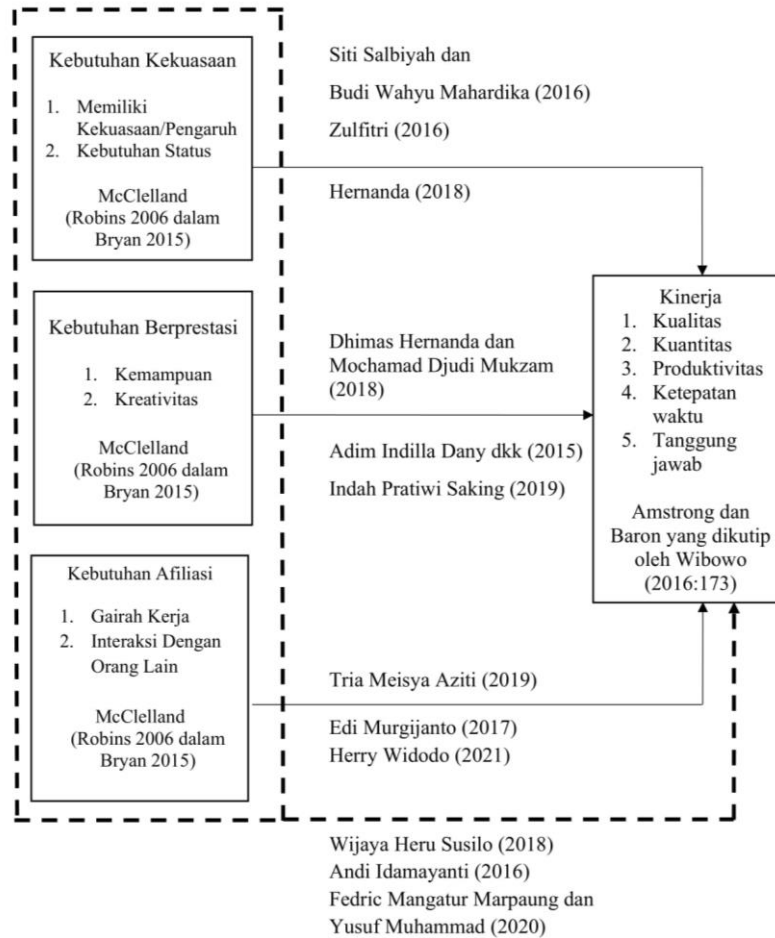 Kebutuhan Kekuasaan
1. Memiliki
Kekuasaan/Pengaruh
2. Kebutuhan Status
McClelland
(Robins 2006 dalam
Bryan 2015)
Siti Salbiyah dan
Budi Wahyu Mahardika (2016)
Zulfitri (2016)
Hernanda (2018)
Kebutuhan Berprestasi
1. Kemampuan
2. Kreativitas
McClelland
(Robins 2006 dalam
Bryan 2015)
Dhimas Hernanda dan
Mochamad Djudi Mukzam
(2018)
Adim Indilla Dany dkk (2015)
Indah Pratiwi Saking (2019)
Kinerja
1. Kualitas
2. Kuantitas
3. Produktivitas
4. Ketepatan
waktu
5. Tanggung
jawab
Amstrong dan
Baron yang dikutip
oleh Wibowo
(2016:173)
Kebutuhan Afiliasi
1. Gairah Kerja
2. Interaksi Dengan
Orang Lain
McClelland
(Robins 2006 dalam
Bryan 2015)
Tria Meisya Aziti (2019)
Edi Murgijanto (2017)
Herry Widodo (2021)
Wijaya Heru Susilo (2018)
Andi Idamayanti (2016)
Fedric Mangatur Marpaung dan
Yusuf Muhammad (2020)